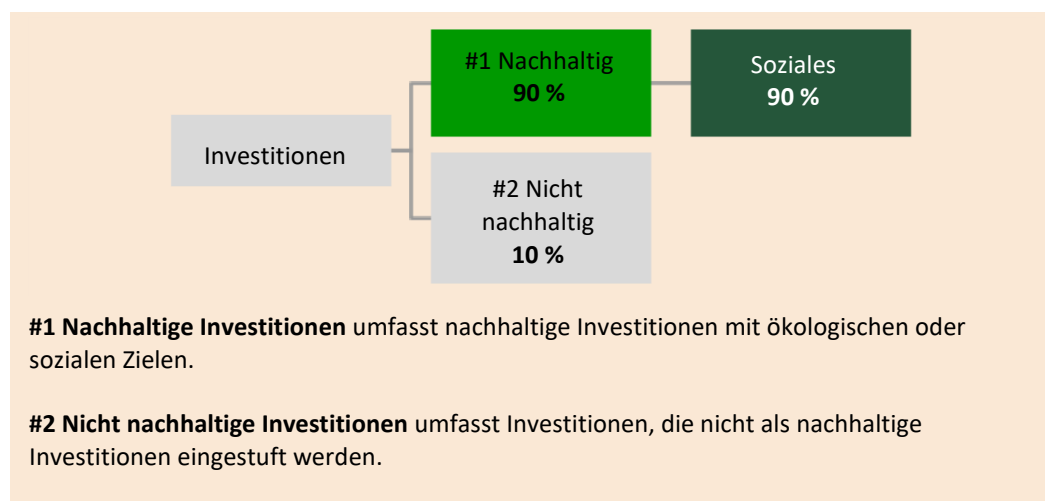 #1 Nachhaltig
90 %
Soziales
90 %
Investitionen
#2 Nicht
nachhaltig
10 %
#1 Nachhaltige Investitionen umfasst nachhaltige Investitionen mit ökologischen oder
sozialen Zielen.
#2 Nicht nachhaltige Investitionen umfasst Investitionen, die nicht als nachhaltige
Investitionen eingestuft werden.